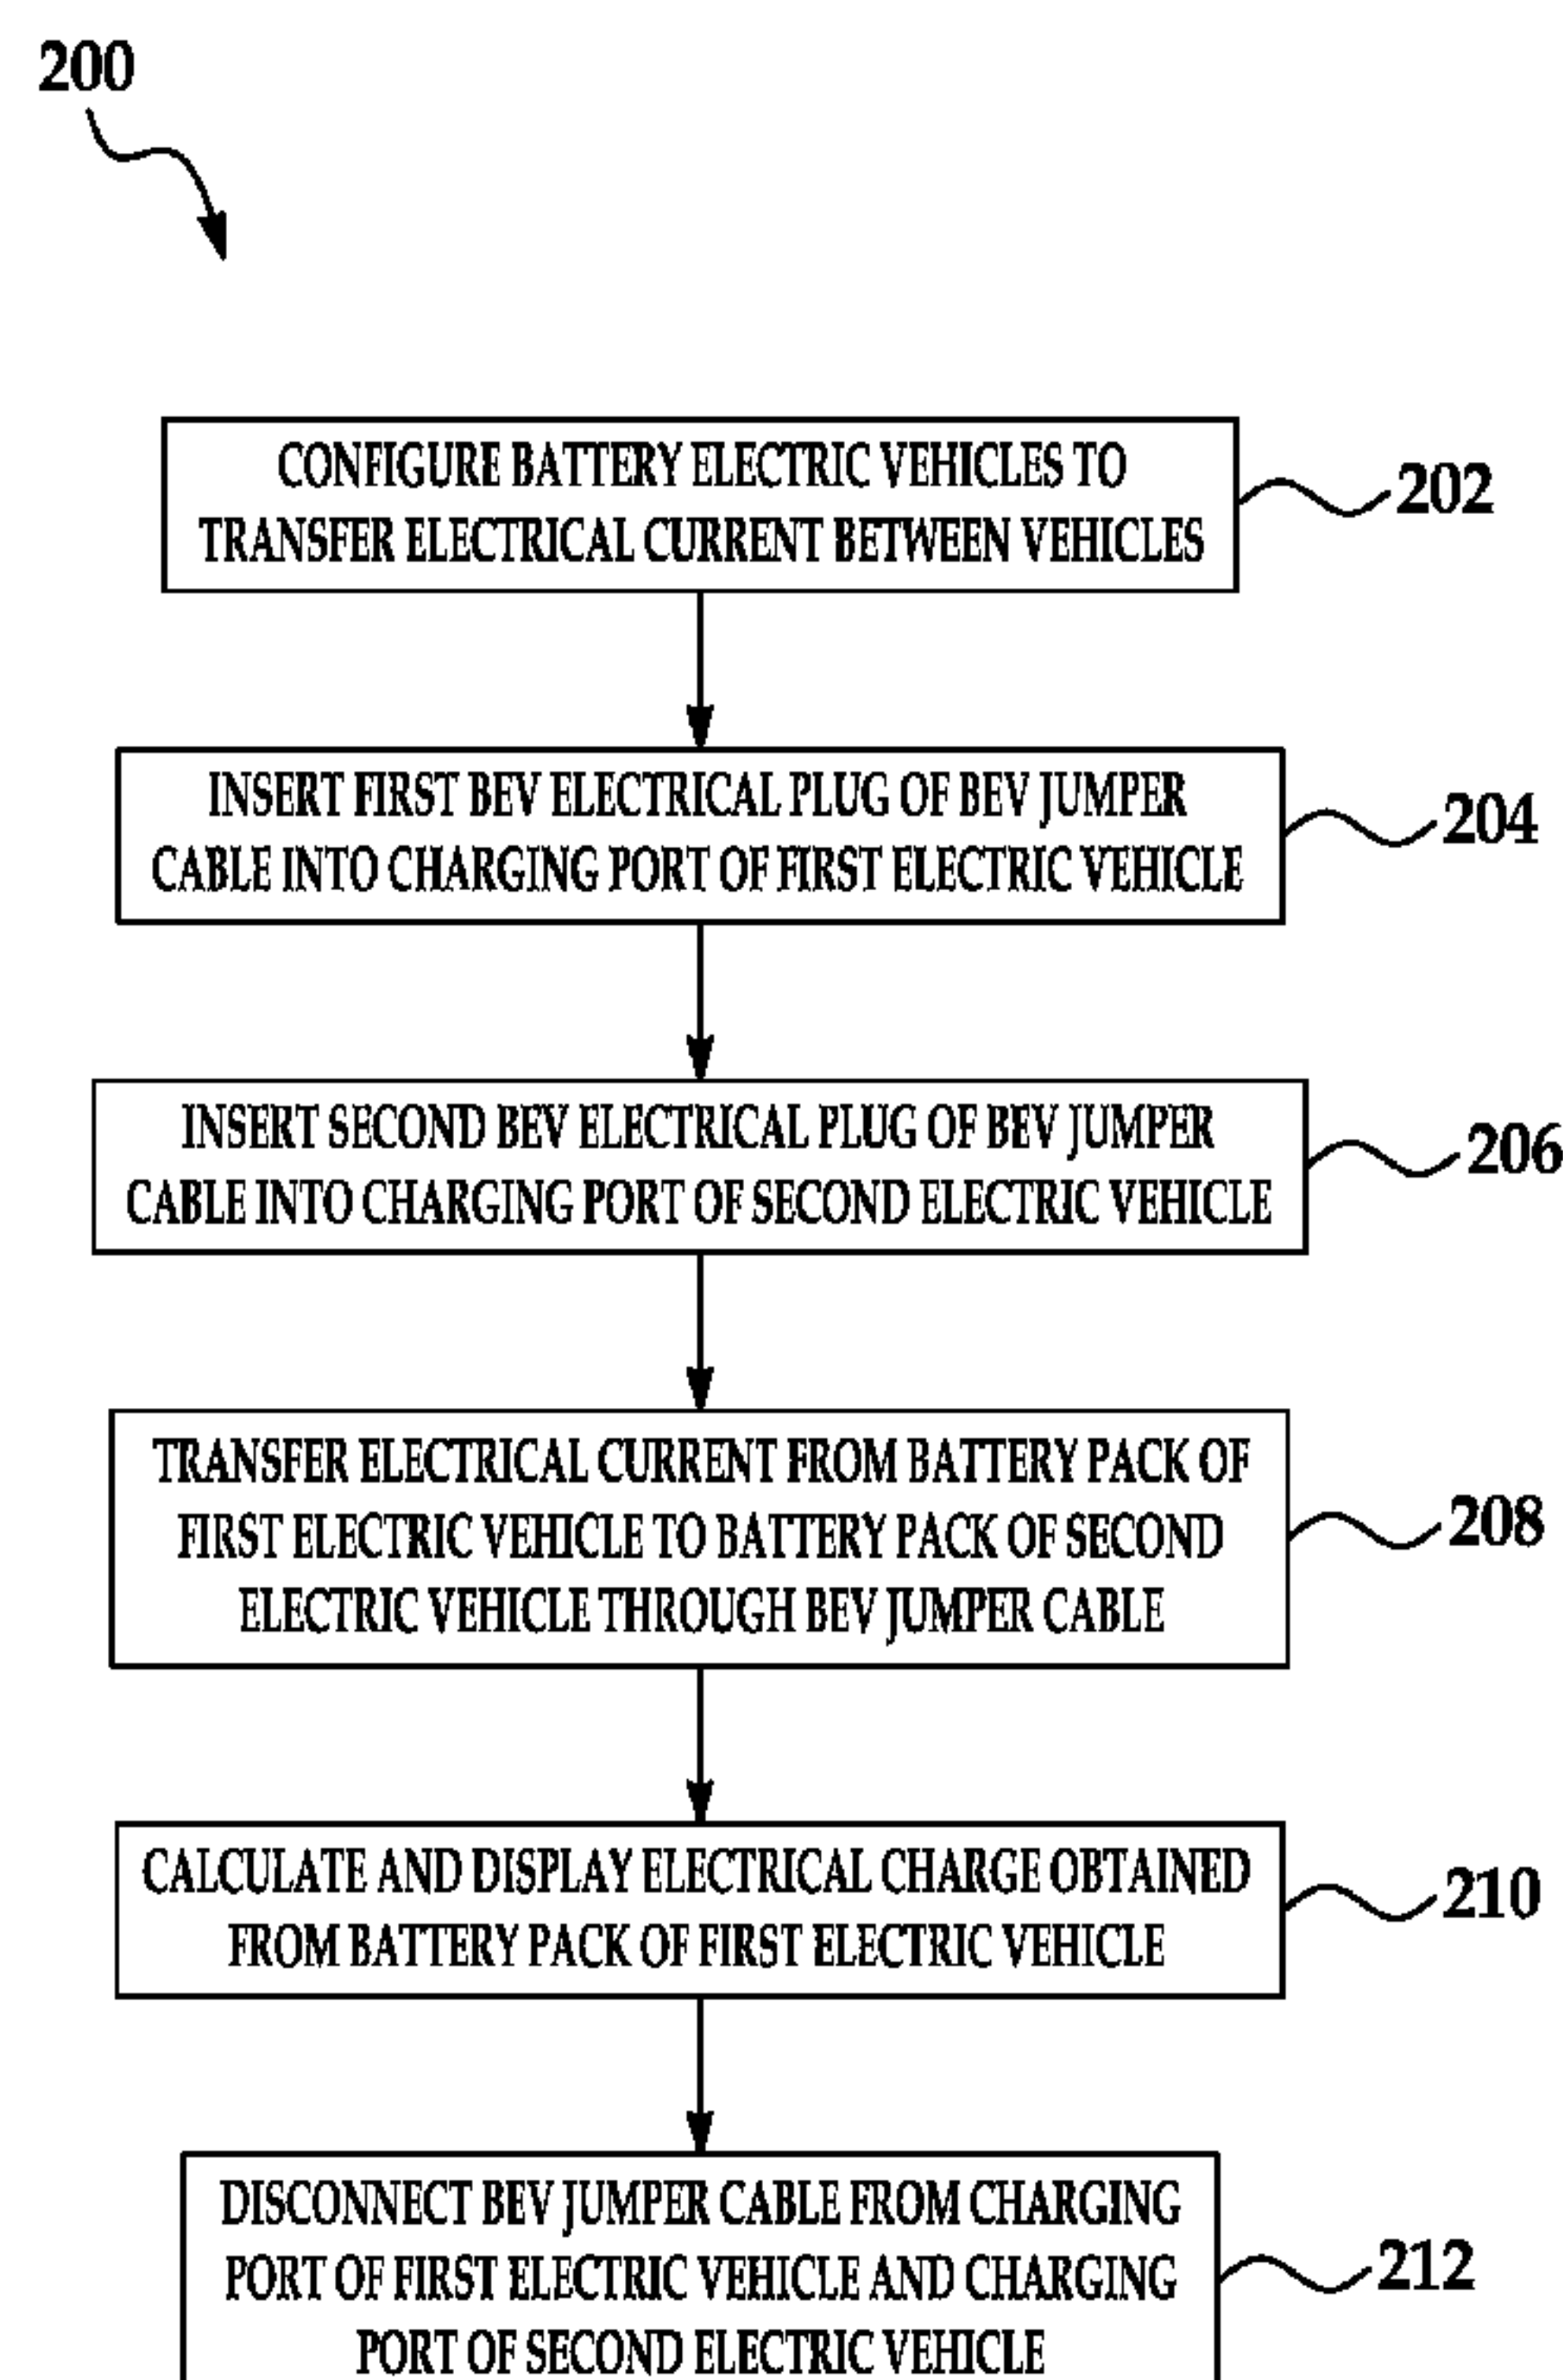 200
CONFIGURE BATTERY ELECTRIC VEHICLES TO
TRANSFER ELECTRICAL CURRENT BETWEEN VEHICLES
202
INSERT FIRST BEV ELECTRICAL PLUG OF BEV JUMPER
CABLE INTO CHARGING PORT OF FIRST ELECTRIC VEHICLE
204
INSERT SECOND BEV ELECTRICAL PLUG OF BEV JUMPER
CABLE INTO CHARGING PORT OF SECOND ELECTRIC VEHICLE
206
TRANSFER ELECTRICAL CURRENT FROM BATTERY PACK OF
FIRST ELECTRIC VEHICLE TO BATTERY PACK OF SECOND
ELECTRIC VEHICLE THROUGH BEV JUMPER CABLE
208
CALCULATE AND DISPLAY ELECTRICAL CHARGE OBTAINED
FROM BATTERY PACK OF FIRST ELECTRIC VEHICLE
210
DISCONNECT BEV JUMPER CABLE FROM CHARGING
PORT OF FIRST ELECTRIC VEHICLE AND CHARGING
PORT OF SECOND ELECTRIC VEHICLE
212